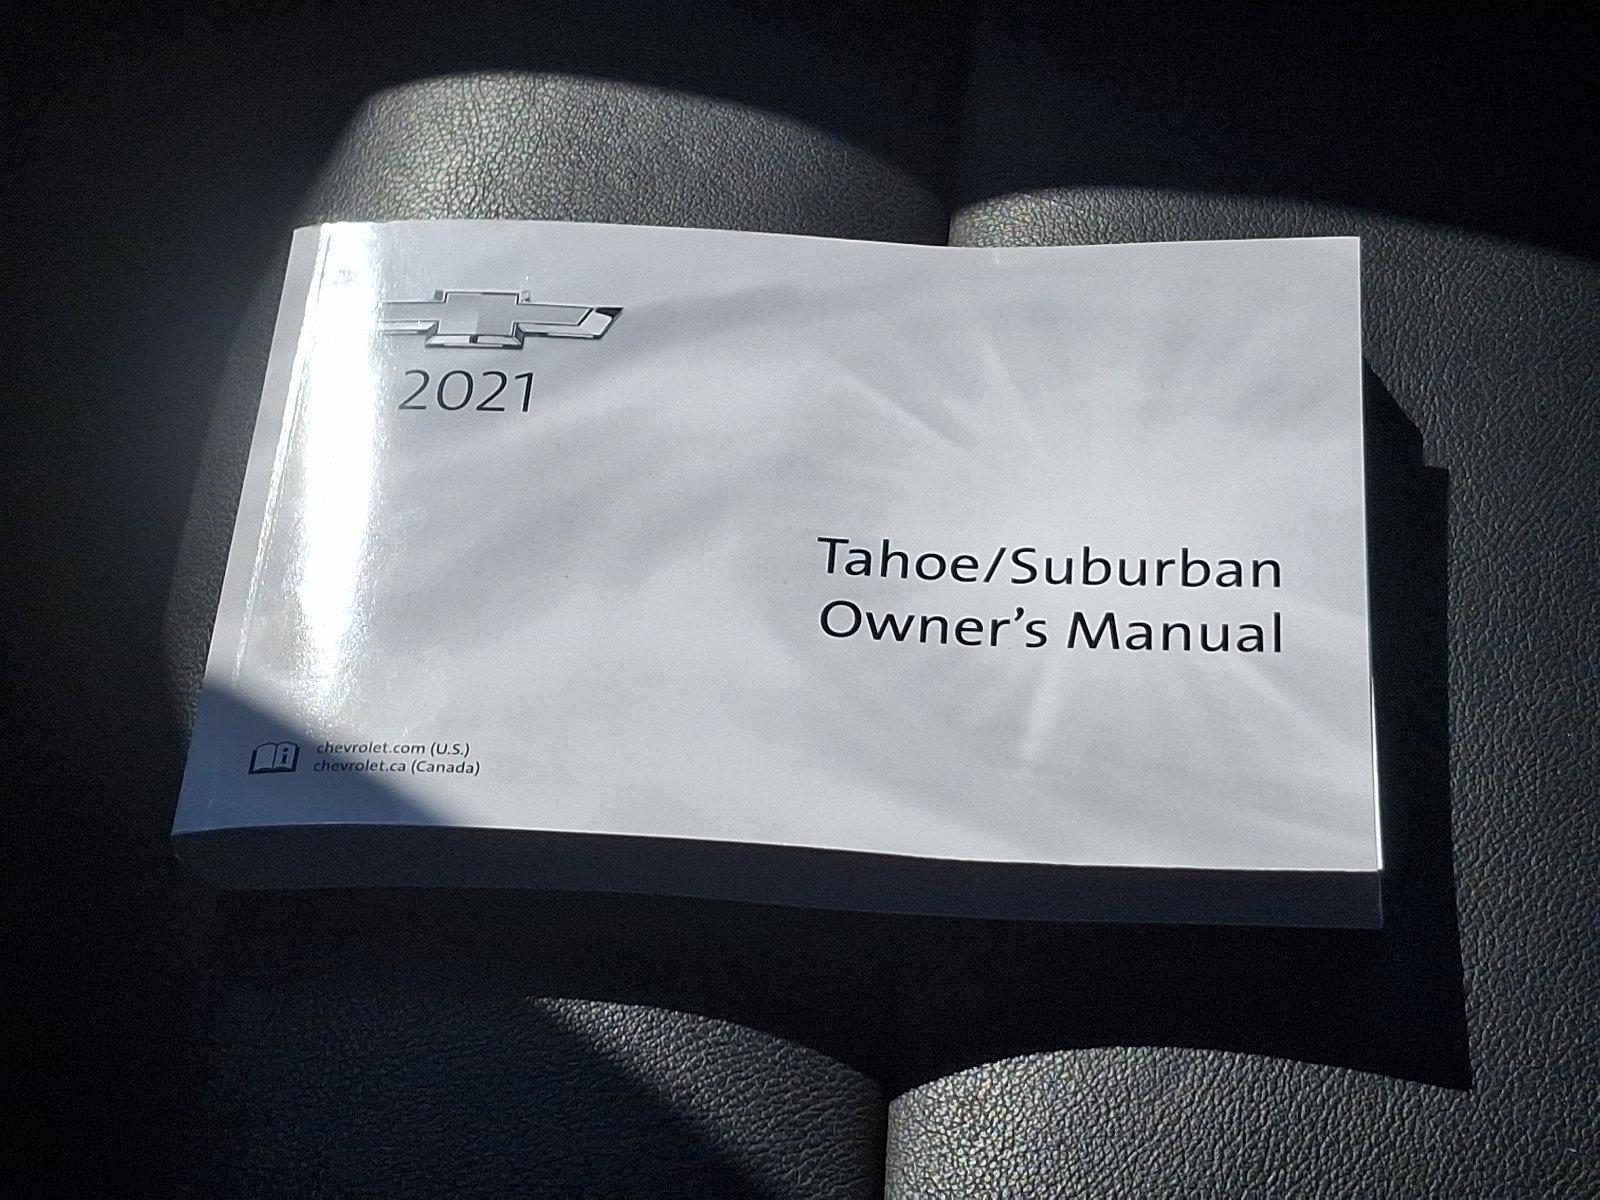 2021
Tahoe/Suburban
Owner's Manual
chevrolet.com (U.S.)
chevrolet.ca (Canada)